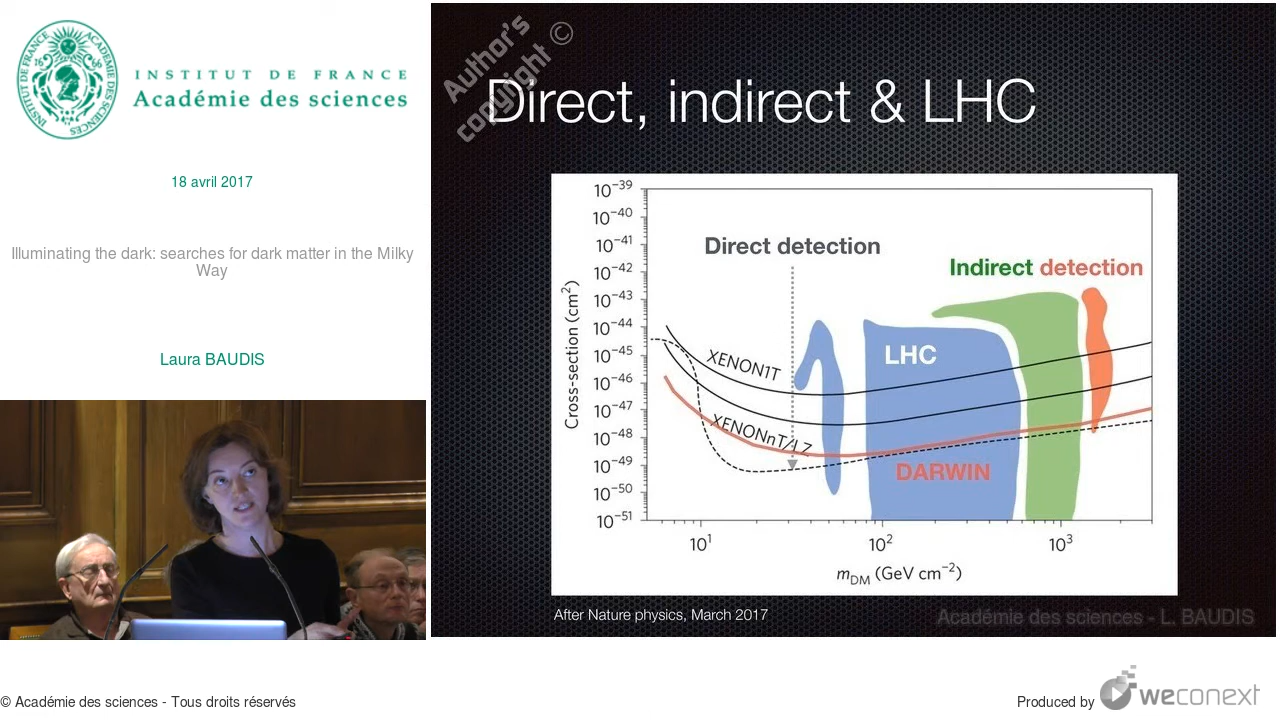 INSTITUT DE FRANCE
Académie des sciences
18 avril 2017
Illuminating the dark: searches for dark matter in the Milky
Way
Laura BAUDIS
Author's
copyright ©
Direct, indirect & LHC
10⁻³⁹
10⁻⁴⁰
10⁻⁴¹
10⁻⁴²
10⁻⁴³
10⁻⁴⁴
10⁻⁴⁵
10⁻⁴⁶
10⁻⁴⁷
10⁻⁴⁸
10⁻⁴⁹
10⁻⁵⁰
10⁻⁵¹
Cross-section (cm²)
Direct detection
Indirect detection
LHC
XENON1T
XENONnT/LZ
DARWIN
10¹
10²
10³
mDM (GeV cm⁻²)
After Nature physics, March 2017
Académie des sciences - L. BAUDIS
© Académie des sciences - Tous droits réservés
Produced by weconext